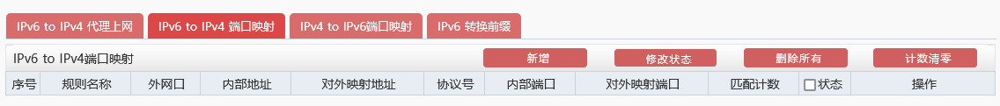 IPv6 to IPv4 代理上网 IPv6 to IPv4 端口映射 IPv4 to IPv6端口映射 IPv6 转换前缀
IPv6 to IPv4端口映射 新增 修改状态 删除所有 计数清零
序号 规则名称 外网口 内部地址 对外映射地址 协议号 内部端口 对外映射端口 匹配计数 状态 操作